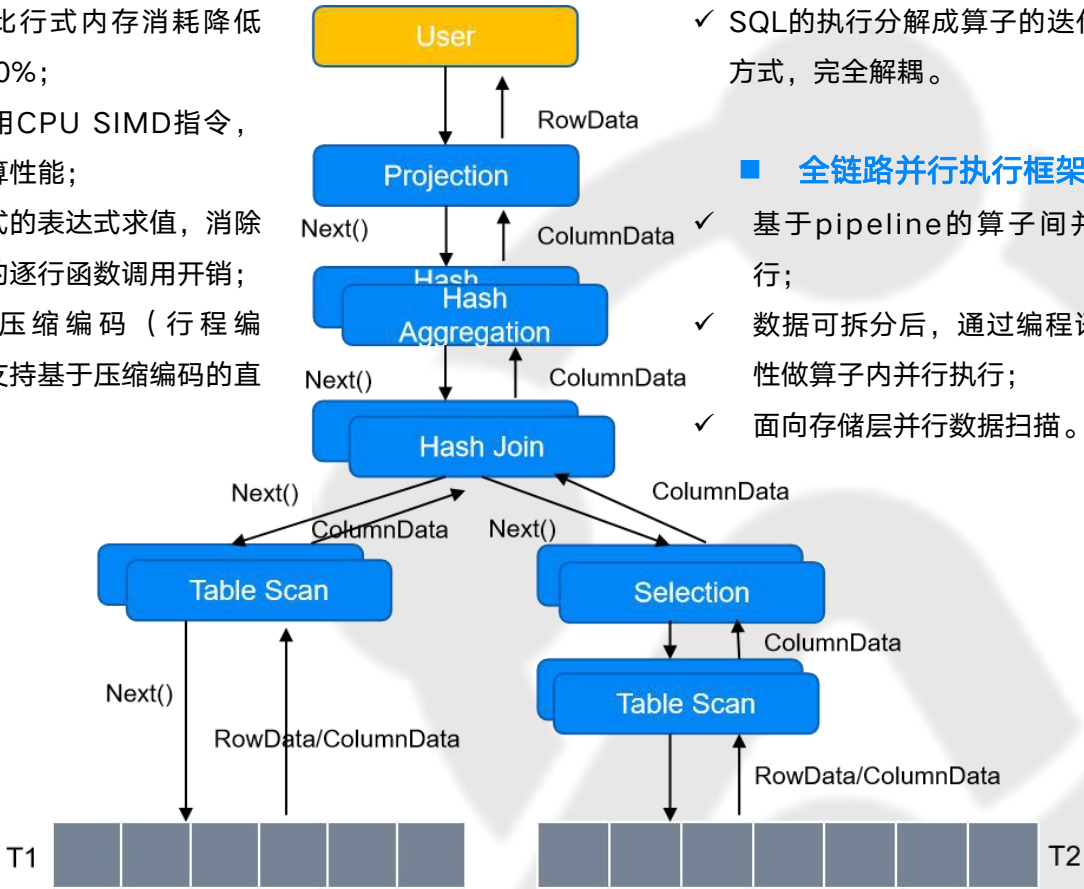 比行式内存消耗降低
0%；
用CPU SIMD指令，
算性能；
式的表达式求值，消除
的逐行函数调用开销；
压缩编码（行程编
支持基于压缩编码的直
User
RowData
Projection
Next()
ColumnData
Hash
Hash
Aggregation
Next()
ColumnData
Hash Join
Next()
ColumnData
Next()
ColumnData
Table Scan
Selection
ColumnData
Next()
Table Scan
RowData/ColumnData
RowData/ColumnData
T1
T2
✓ SQL的执行分解成算子的迭
方式，完全解耦。
■ 全链路并行执行框架
✓ 基于pipeline的算子间并
行；
✓ 数据可拆分后，通过编程
性做算子内并行执行；
✓ 面向存储层并行数据扫描。